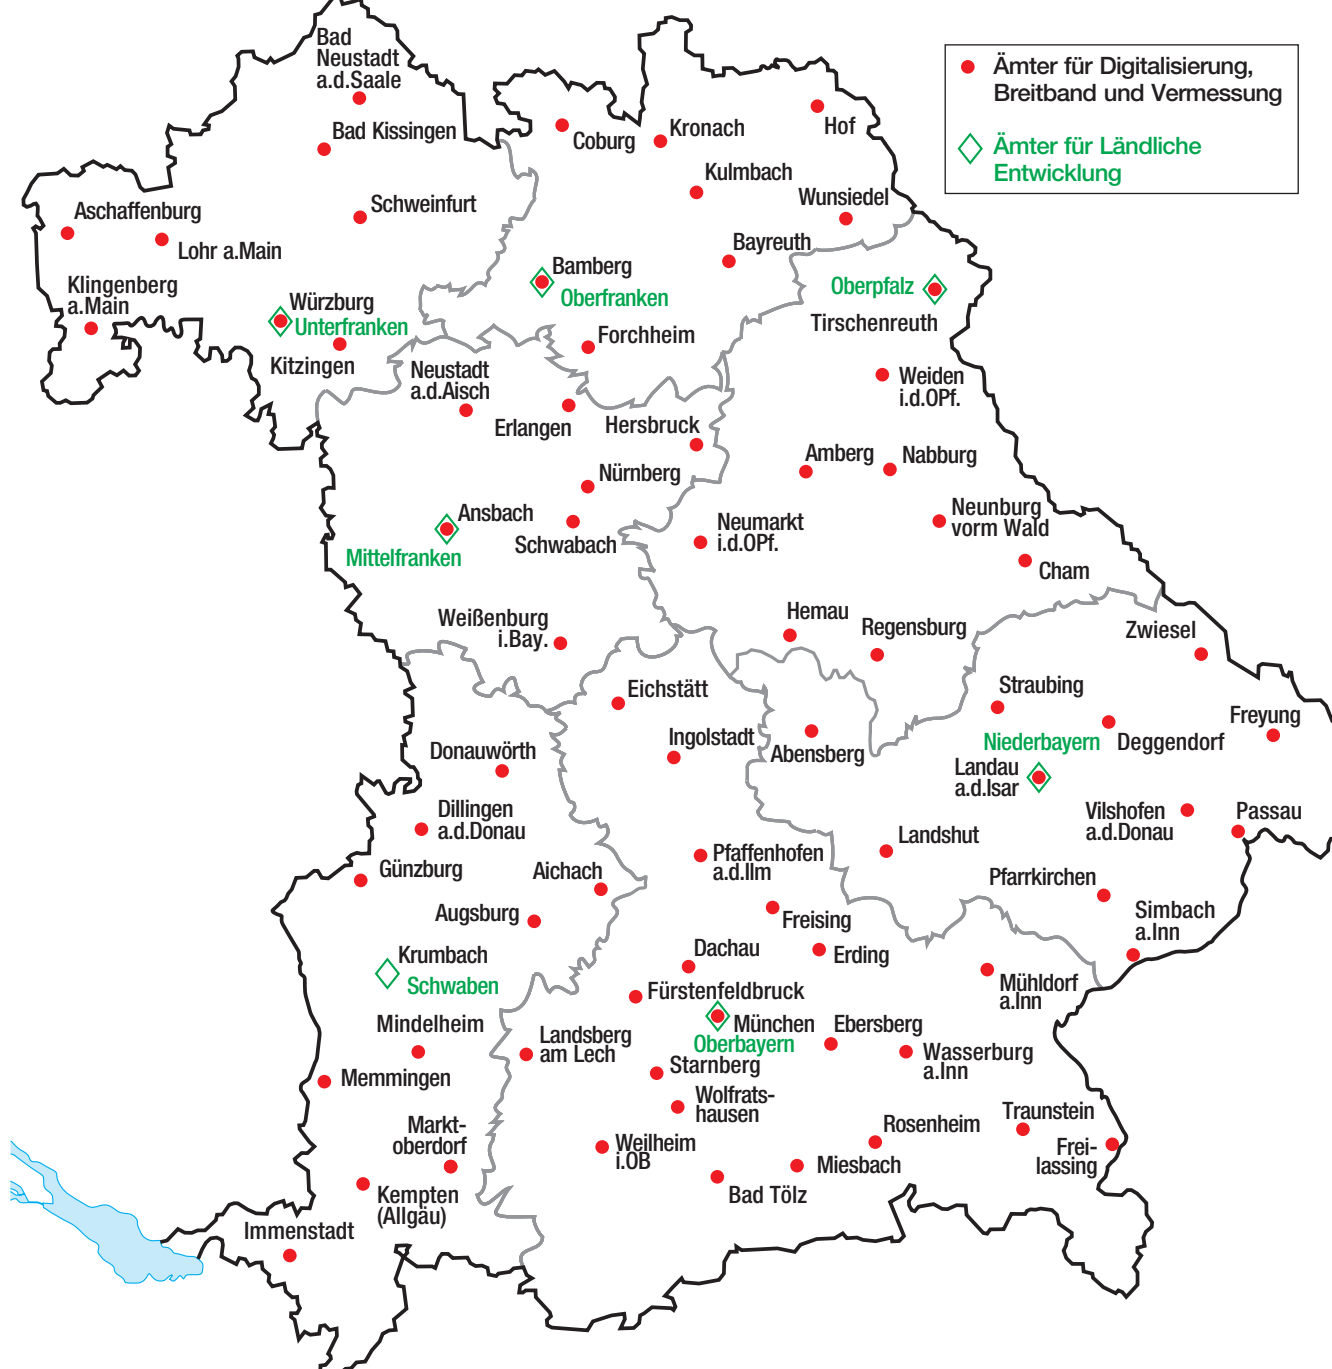 Bad
Neustadt
a.d.Saale
Bad Kissingen
Coburg
Kronach
Hof
Ämter für Digitalisierung,
Breitband und Vermessung
Ämter für Ländliche
Entwicklung
Kulmbach
Wunsiedel
Aschaffenburg
Schweinfurt
Lohr a.Main
Bayreuth
Klingenberg
a.Main
Bamberg
Oberfranken
Oberpfalz
Tirschenreuth
Würzburg
Unterfranken
Kitzingen
Forchheim
Neustadt
a.d.Aisch
Weiden
i.d.OPf.
Erlangen
Hersbruck
Nürnberg
Amberg
Nabburg
Ansbach
Mittelfranken
Schwabach
Neumarkt
i.d.OPf.
Neunburg
vorm Wald
Cham
Weißenburg
i.Bay.
Hemau
Regensburg
Zwiesel
Eichstätt
Straubing
Freyung
Ingolstadt
Abensberg
Niederbayern
Deggendorf
Donauwörth
Landau
a.d.Isar
Dillingen
a.d.Donau
Vilshofen
a.d.Donau
Passau
Landshut
Pfaffenhofen
a.d.Ilm
Günzburg
Aichach
Pfarrkirchen
Augsburg
Freising
Simbach
a.Inn
Krumbach
Schwaben
Dachau
Erding
Mühldorf
a.Inn
Fürstenfeldbruck
Mindelheim
Landsberg
am Lech
München
Oberbayern
Ebersberg
Wasserburg
a.Inn
Memmingen
Starnberg
Wolfrats-
hausen
Markt-
oberdorf
Weilheim
i.OB
Rosenheim
Traunstein
Frei-
lassing
Miesbach
Bad Tölz
Kempten
(Allgäu)
Immenstadt